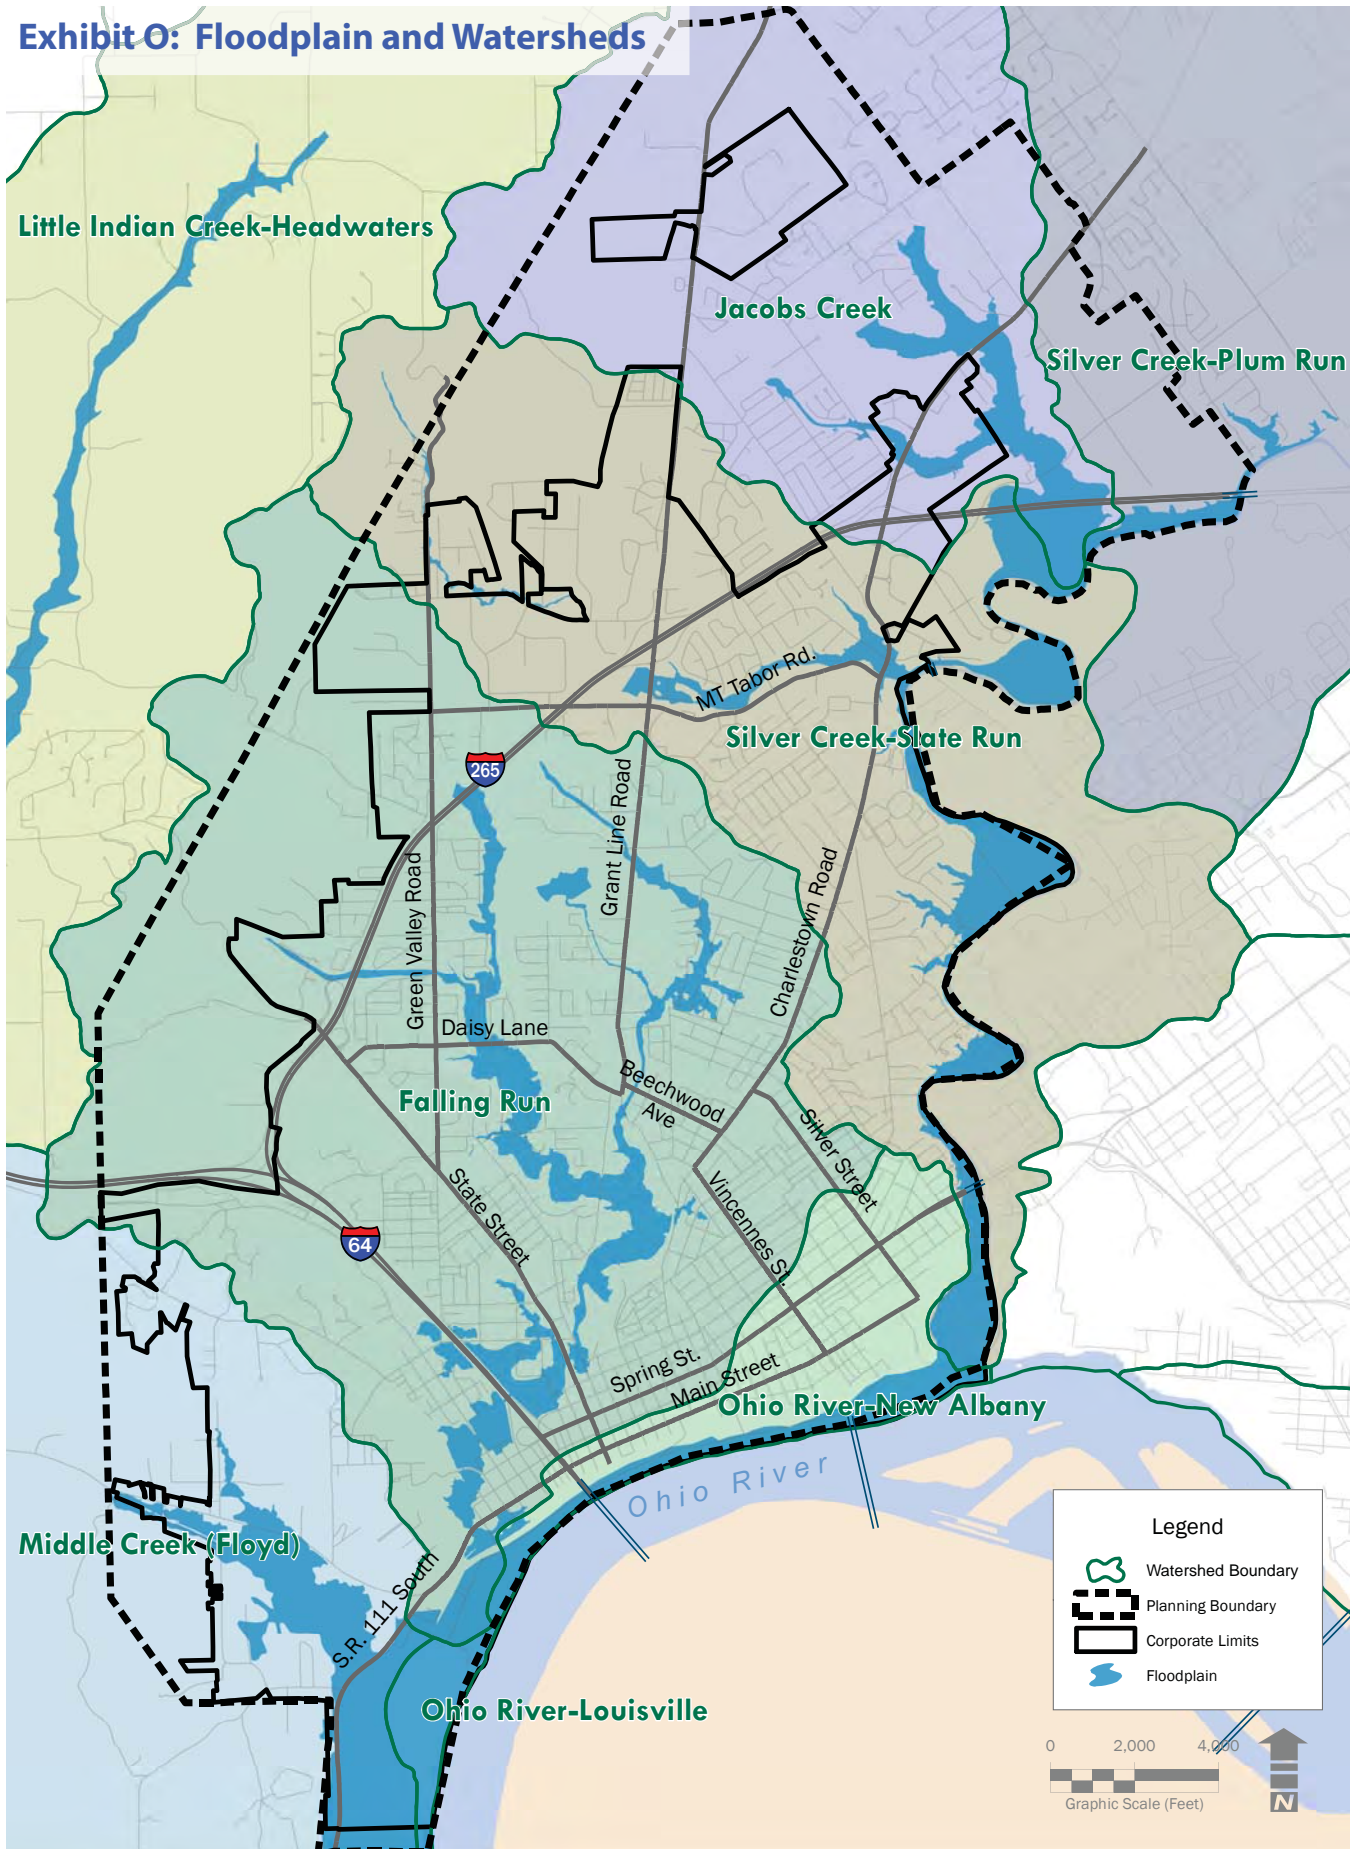 Exhibit O: Floodplain and Watersheds
Little Indian Creek-Headwaters
Jacobs Creek
Silver Creek-Plum Run
MT Tabor Rd.
Silver Creek-Slate Run
265
Grant Line Road
Green Valley Road
Charlestown Road
Daisy Lane
Beechwood
Ave
Falling Run
Silver Street
State Street
Vincennes St.
64
Spring St.
Main Street
Ohio River-New Albany
Ohio River
Middle Creek (Floyd)
S.R. 111 South
Ohio River-Louisville
Legend
Watershed Boundary
Planning Boundary
Corporate Limits
Floodplain
0 2,000 4,000
Graphic Scale (Feet)
N